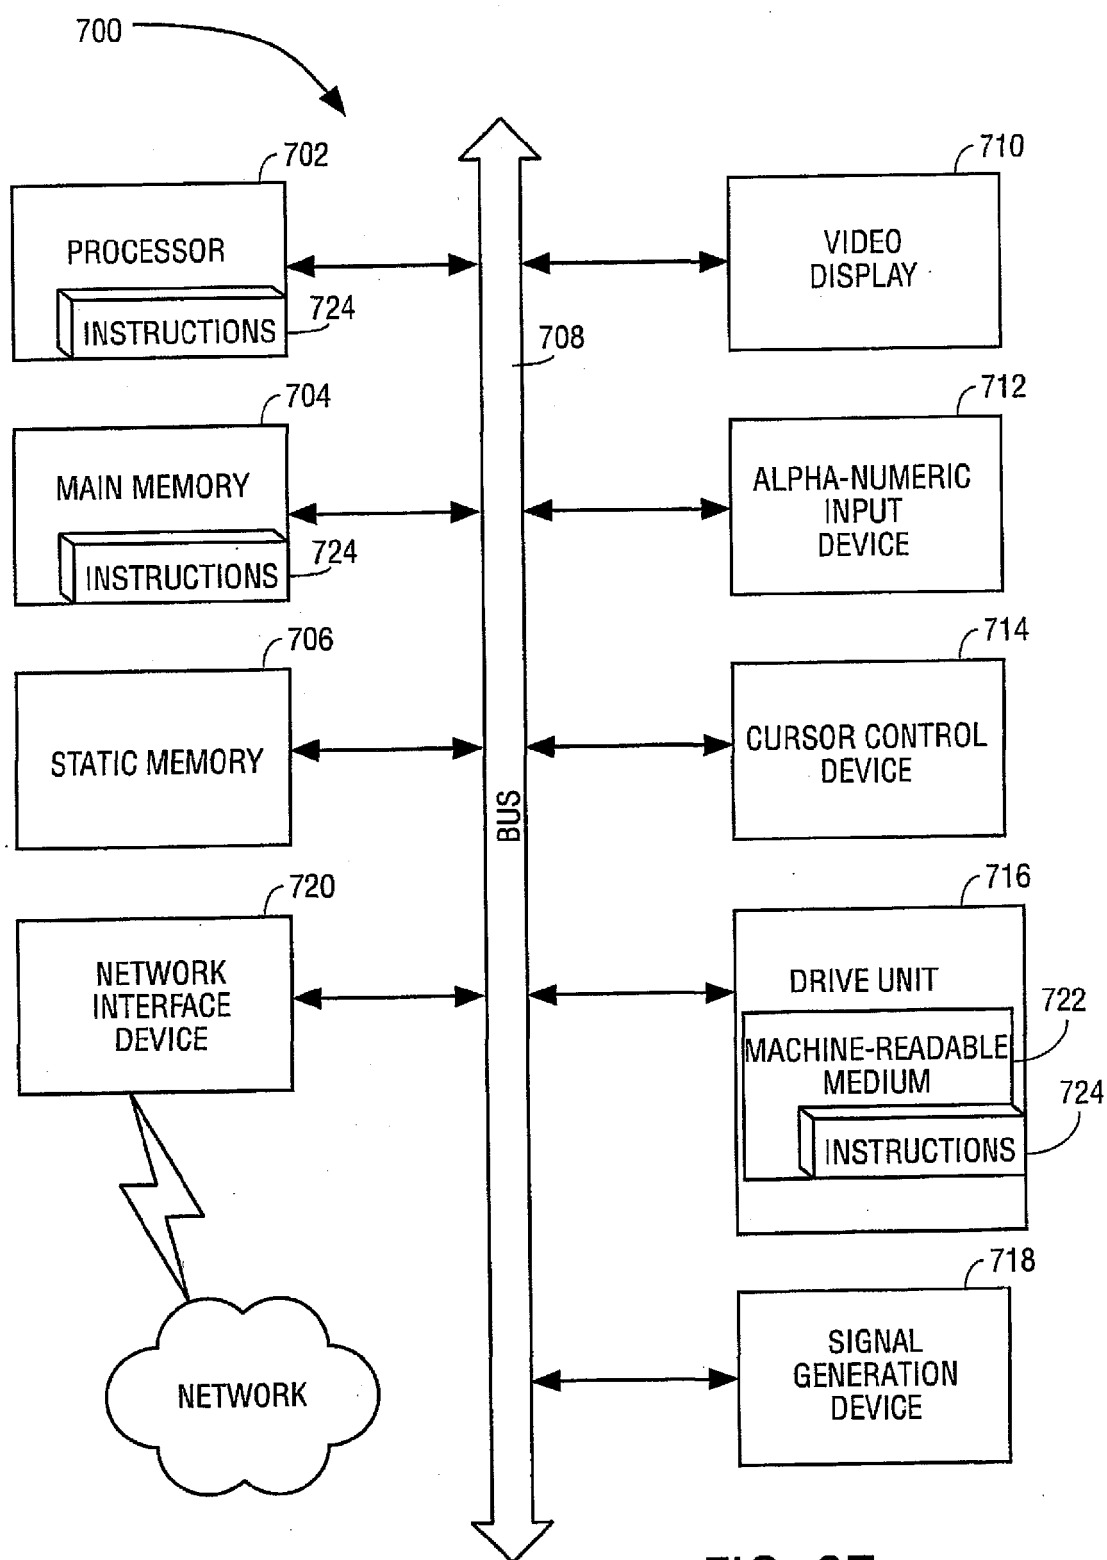 700
702
PROCESSOR
INSTRUCTIONS
724
704
MAIN MEMORY
INSTRUCTIONS
724
706
STATIC MEMORY
720
NETWORK
INTERFACE
DEVICE
NETWORK
708
BUS
710
VIDEO
DISPLAY
712
ALPHA-NUMERIC
INPUT
DEVICE
714
CURSOR CONTROL
DEVICE
716
DRIVE UNIT
722
MACHINE-READABLE
MEDIUM
724
INSTRUCTIONS
718
SIGNAL
GENERATION
DEVICE